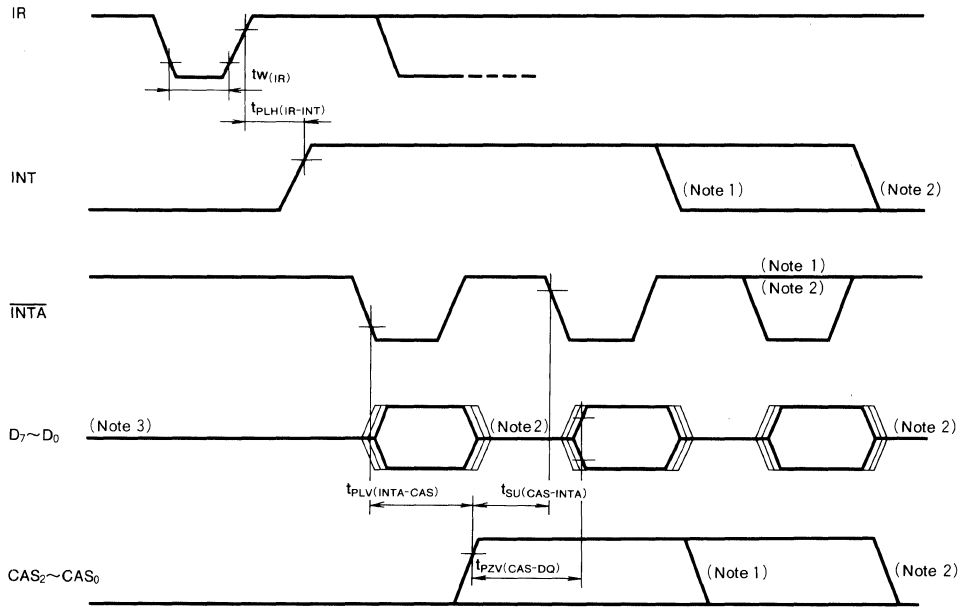 IR
tW(IR)
tPLH(IR-INT)
INT
(Note 1)
(Note 2)
INTA
(Note 1)
(Note 2)
D7~D0
(Note 3)
(Note 2)
(Note 2)
tPLV(INTA-CAS)
tSU(CAS-INTA)
tPZV(CAS-DQ)
CAS2~CAS0
(Note 1)
(Note 2)